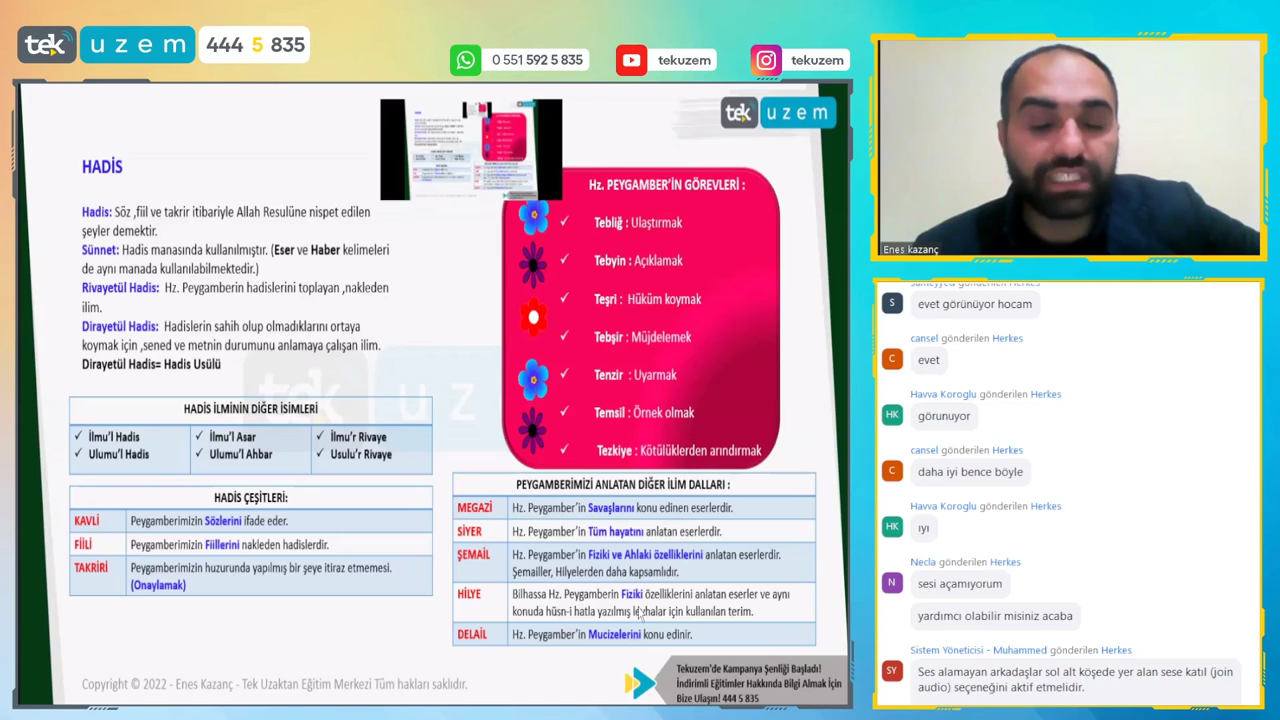 tek uzem 444 5 835
0 551 592 5 835
tekuzem
tekuzem
tek uzem
HADİS
Hadis: Söz ,fiil ve takrir itibariyle Allah Resulüne nispet edilen
şeyler demektir.
Sünnet: Hadis manasında kullanılmıştır. (Eser ve Haber kelimeleri
de aynı manada kullanılabilmektedir.)
Rivayetül Hadis: Hz. Peygamberin hadislerini toplayan ,nakleden
ilim.
Dirayetül Hadis: Hadislerin sahih olup olmadıklarını ortaya
koymak için ,sened ve metnin durumunu anlamaya çalışan ilim.
Dirayetül Hadis= Hadis Usülü
HADİS İLMİNİN DİĞER İSİMLERİ
✓ İlmu'l Hadis
✓ Ulumu'l Hadis
✓ İlmu'l Asar
✓ Ulumu'l Ahbar
✓ İlmu'r Rivaye
✓ Usulu'r Rivaye
HADİS ÇEŞİTLERİ:
KAVLİ Peygamberimizin Sözlerini ifade eder.
FİİLİ Peygamberimizin Fiillerini nakleden hadislerdir.
TAKRİRİ Peygamberimizin huzurunda yapılmış bir şeye itiraz etmemesi.
(Onaylamak)
Hz. PEYGAMBER'İN GÖREVLERİ :
✓ Tebliğ : Ulaştırmak
✓ Tebyin : Açıklamak
✓ Teşri : Hüküm koymak
✓ Tebşir : Müjdelemek
✓ Tenzir : Uyarmak
✓ Temsil : Örnek olmak
✓ Tezkiye : Kötülüklerden arındırmak
PEYGAMBERİMİZİ ANLATAN DİĞER İLİM DALLARI :
MEGAZİ Hz. Peygamber'in Savaşlarını konu edinen eserlerdir.
SİYER Hz. Peygamber'in Tüm hayatını anlatan eserlerdir.
ŞEMAİL Hz. Peygamber'in Fiziki ve Ahlaki özelliklerini anlatan eserlerdir.
Şemailler, Hilyelerden daha kapsamlıdır.
HİLYE Bilhassa Hz. Peygamberin Fiziki özelliklerini anlatan eserler ve aynı
konuda hüsn-i hatla yazılmış levhalar için kullanılan terim.
DELAİL Hz. Peygamber'in Mucizelerini konu edinir.
Copyright © 2022 - Enes Kazanç - Tek Uzaktan Eğitim Merkezi Tüm hakları saklıdır.
Tekuzem'de Kampanya Şenliği Başladı!
İndirimli Eğitimler Hakkında Bilgi Almak İçin
Bize Ulaşın! 444 5 835
Enes kazanç
gönderilen Herkes
S evet görünüyor hocam
cansel gönderilen Herkes
C evet
Havva Koroglu gönderilen Herkes
HK görunuyor
cansel gönderilen Herkes
C daha iyi bence böyle
Havva Koroglu gönderilen Herkes
HK ıyı
Necla gönderilen Herkes
N sesi açamıyorum
yardımcı olabilir misiniz acaba
Sistem Yöneticisi - Muhammed gönderilen Herkes
SY Ses alamayan arkadaşlar sol alt köşede yer alan sese katıl (join
audio) seçeneğini aktif etmelidir.